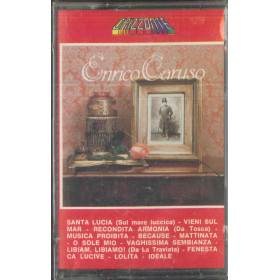 ORIZZONTE
Enrico Caruso
SANTA LUCIA (Sul mare luccica) - VIENI SUL
MAR - RECONDITA ARMONIA (Da Tosca) -
MUSICA PROIBITA - BECAUSE - MATTINATA
- O SOLE MIO - VAGHISSIMA SEMBIANZA -
LIBIAM, LIBIAMO! (Da La Traviata) - FENESTA
CA LUCIVE - LOLITA - IDEALE